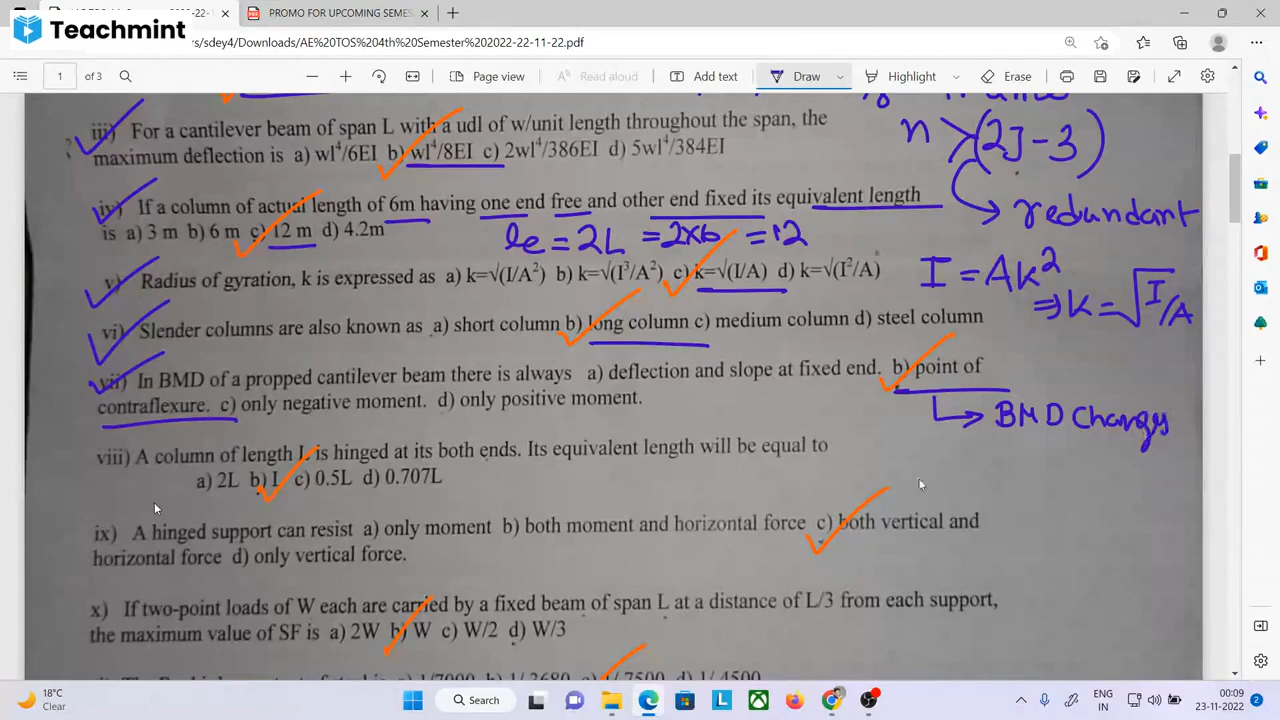 PROMO FOR UPCOMING SEMES
Teachmint
s/sdey4/Downloads/AE%20TOS%204th%20Semester%202022-22-11-22.pdf
1 of 3
Page view
Read aloud
Add text
Draw
Highlight
Erase
iii) For a cantilever beam of span L with a udl of w/unit length throughout the span, the
maximum deflection is a) wl⁴/6EI b) wl⁴/8EI c) 2wl⁴/386EI d) 5wl⁴/384EI
n > (2J-3)
redundant
iv) If a column of actual length of 6m having one end free and other end fixed its equivalent length
is a) 3 m b) 6 m c) 12 m d) 4.2m
le = 2L = 2x6 = 12
v) Radius of gyration, k is expressed as a) k=√(I/A²) b) k=√(I³/A²) c) k=√(I/A) d) k=√(I²/A)
I = Ak²
⇒ k = √I/A
vi) Slender columns are also known as a) short column b) long column c) medium column d) steel column
vii) In BMD of a propped cantilever beam there is always a) deflection and slope at fixed end. b) point of
contraflexure. c) only negative moment. d) only positive moment.
BMD Changes
viii) A column of length L is hinged at its both ends. Its equivalent length will be equal to
a) 2L b) L c) 0.5L d) 0.707L
ix) A hinged support can resist a) only moment b) both moment and horizontal force c) both vertical and
horizontal force d) only vertical force.
x) If two-point loads of W each are carried by a fixed beam of span L at a distance of L/3 from each support,
the maximum value of SF is a) 2W b) W c) W/2 d) W/3
18°C
Clear
Search
ENG
IN
00:09
23-11-2022
2